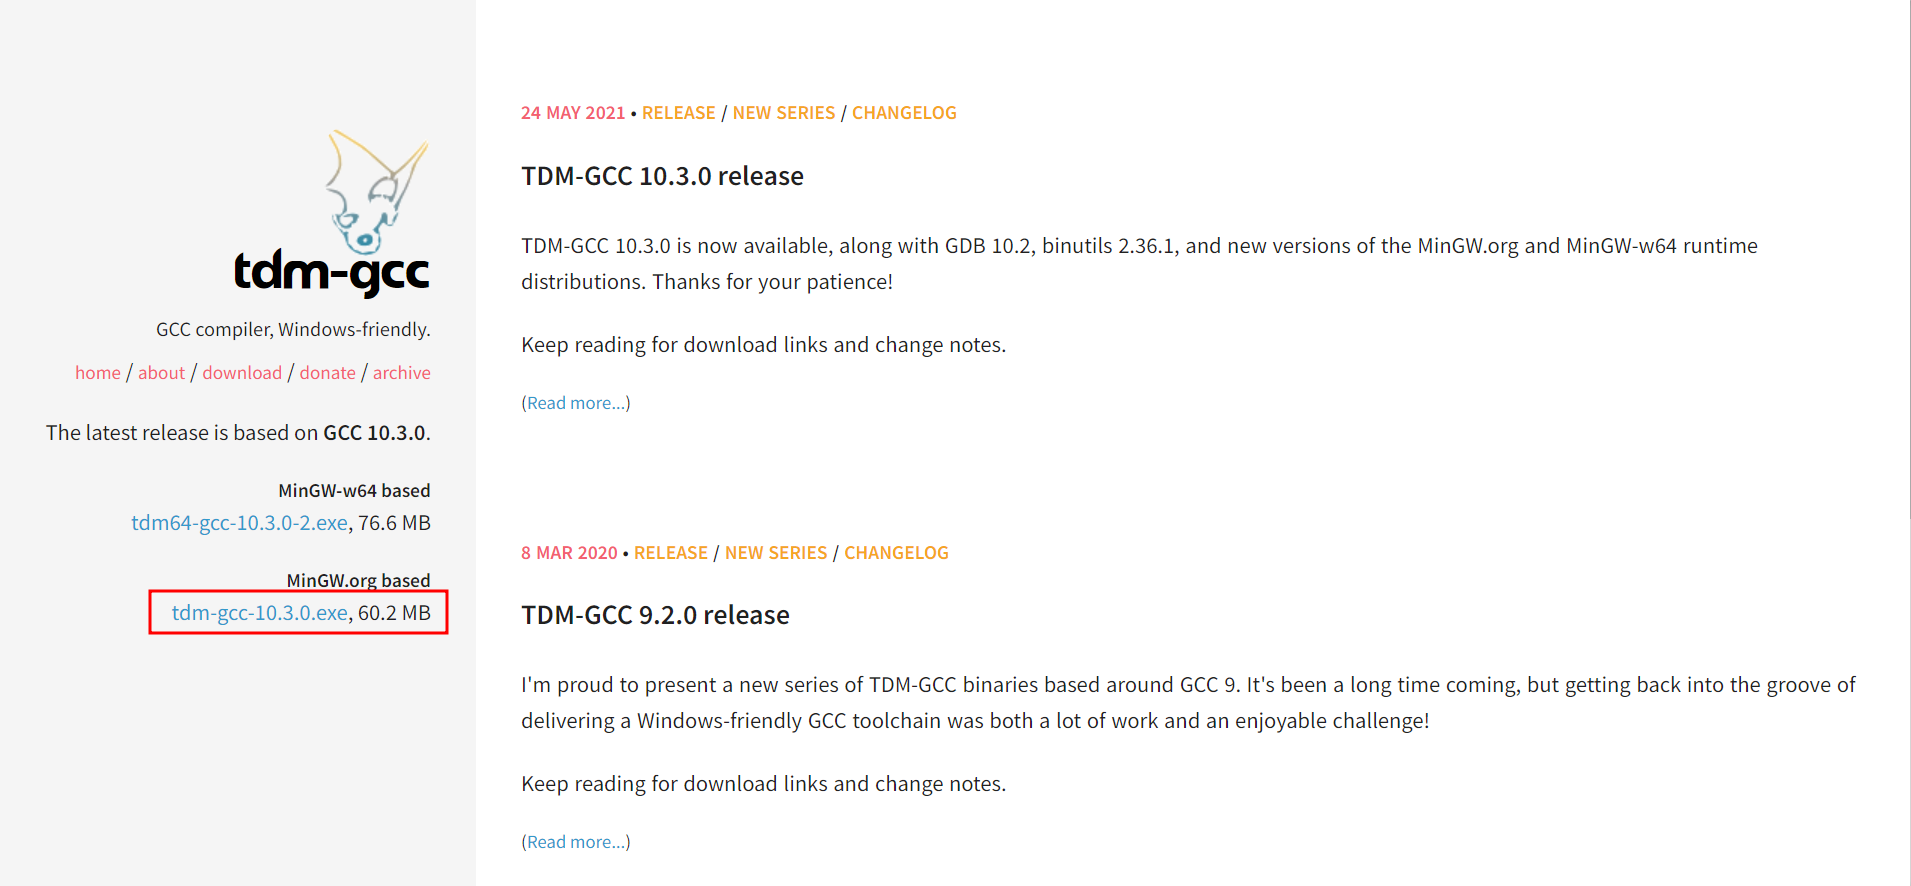 tdm-gcc
GCC compiler, Windows-friendly.
home / about / download / donate / archive
The latest release is based on GCC 10.3.0.
MinGW-w64 based
tdm64-gcc-10.3.0-2.exe, 76.6 MB
MinGW.org based
tdm-gcc-10.3.0.exe, 60.2 MB
24 MAY 2021 • RELEASE / NEW SERIES / CHANGELOG
TDM-GCC 10.3.0 release
TDM-GCC 10.3.0 is now available, along with GDB 10.2, binutils 2.36.1, and new versions of the MinGW.org and MinGW-w64 runtime
distributions. Thanks for your patience!
Keep reading for download links and change notes.
(Read more...)
8 MAR 2020 • RELEASE / NEW SERIES / CHANGELOG
TDM-GCC 9.2.0 release
I'm proud to present a new series of TDM-GCC binaries based around GCC 9. It's been a long time coming, but getting back into the groove of
delivering a Windows-friendly GCC toolchain was both a lot of work and an enjoyable challenge!
Keep reading for download links and change notes.
(Read more...)